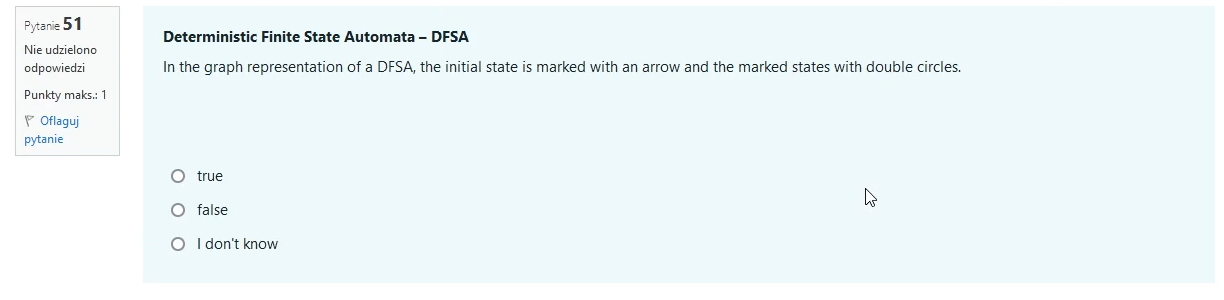 Pytanie 51
Nie udzielono
odpowiedzi
Punkty maks.: 1
Oflaguj
pytanie
Deterministic Finite State Automata – DFSA
In the graph representation of a DFSA, the initial state is marked with an arrow and the marked states with double circles.
true
false
I don't know